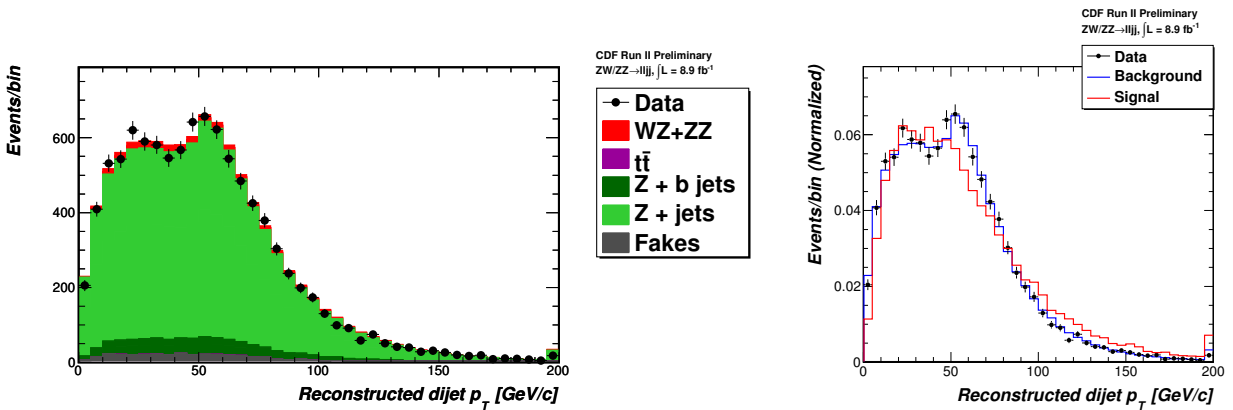 CDF Run II Preliminary
ZW/ZZ→lljj, ∫L = 8.9 fb⁻¹
Events/bin
600
400
200
0
0 50 100 150 200
Reconstructed dijet p_T [GeV/c]
Data
WZ+ZZ
tt̄
Z + b jets
Z + jets
Fakes
CDF Run II Preliminary
ZW/ZZ→lljj, ∫L = 8.9 fb⁻¹
Data
Background
Signal
Events/bin (Normalized)
0.06
0.04
0.02
0
0 50 100 150 200
Reconstructed dijet p_T [GeV/c]